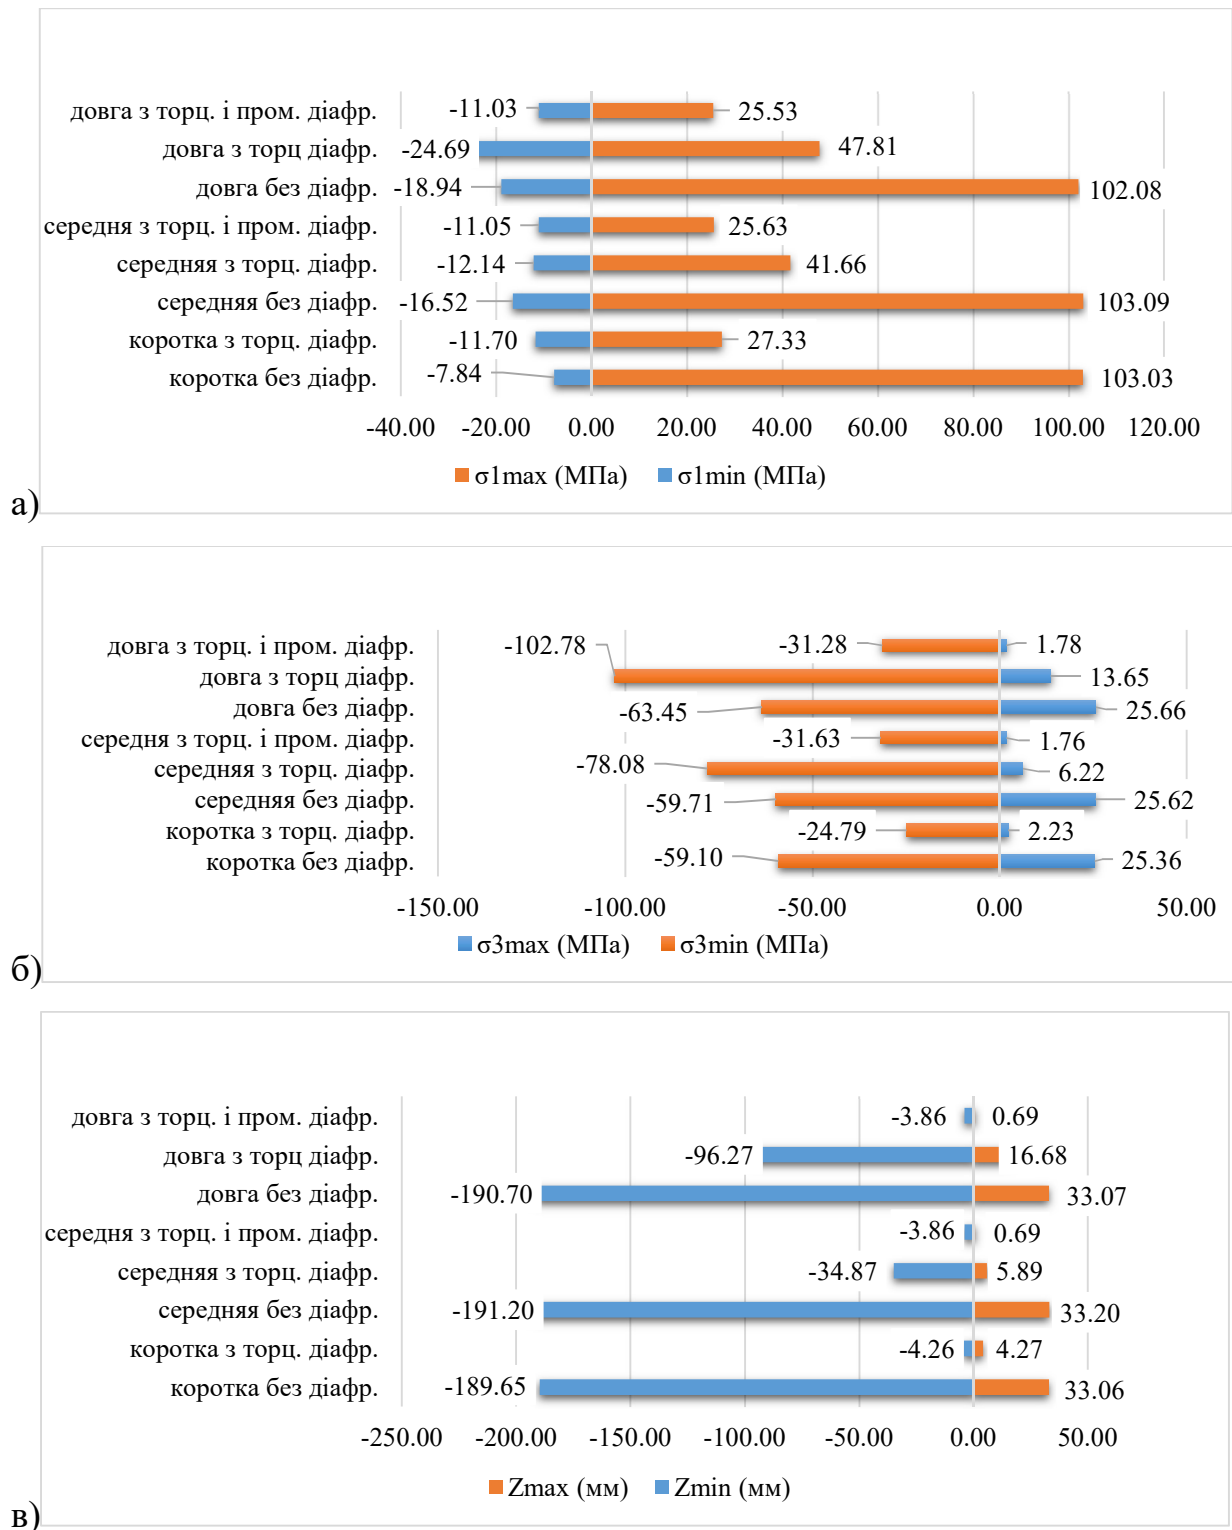 довга з торц. і пром. діафр. -11.03 25.53
довга з торц діафр. -24.69 47.81
довга без діафр. -18.94 102.08
середня з торц. і пром. діафр. -11.05 25.63
середняя з торц. діафр. -12.14 41.66
середняя без діафр. -16.52 103.09
коротка з торц. діафр. -11.70 27.33
коротка без діафр. -7.84 103.03
-40.00 -20.00 0.00 20.00 40.00 60.00 80.00 100.00 120.00
σ1max (МПа) σ1min (МПа)
а)
довга з торц. і пром. діафр. -102.78 -31.28 1.78
довга з торц діафр. 13.65
довга без діафр. -63.45 25.66
середня з торц. і пром. діафр. -31.63 1.76
середняя з торц. діафр. -78.08 6.22
середняя без діафр. -59.71 25.62
коротка з торц. діафр. -24.79 2.23
коротка без діафр. -59.10 25.36
-150.00 -100.00 -50.00 0.00 50.00
σ3max (МПа) σ3min (МПа)
б)
довга з торц. і пром. діафр. -3.86 0.69
довга з торц діафр. -96.27 16.68
довга без діафр. -190.70 33.07
середня з торц. і пром. діафр. -3.86 0.69
середняя з торц. діафр. -34.87 5.89
середняя без діафр. -191.20 33.20
коротка з торц. діафр. -4.26 4.27
коротка без діафр. -189.65 33.06
-250.00 -200.00 -150.00 -100.00 -50.00 0.00 50.00
Zmax (мм) Zmin (мм)
в)